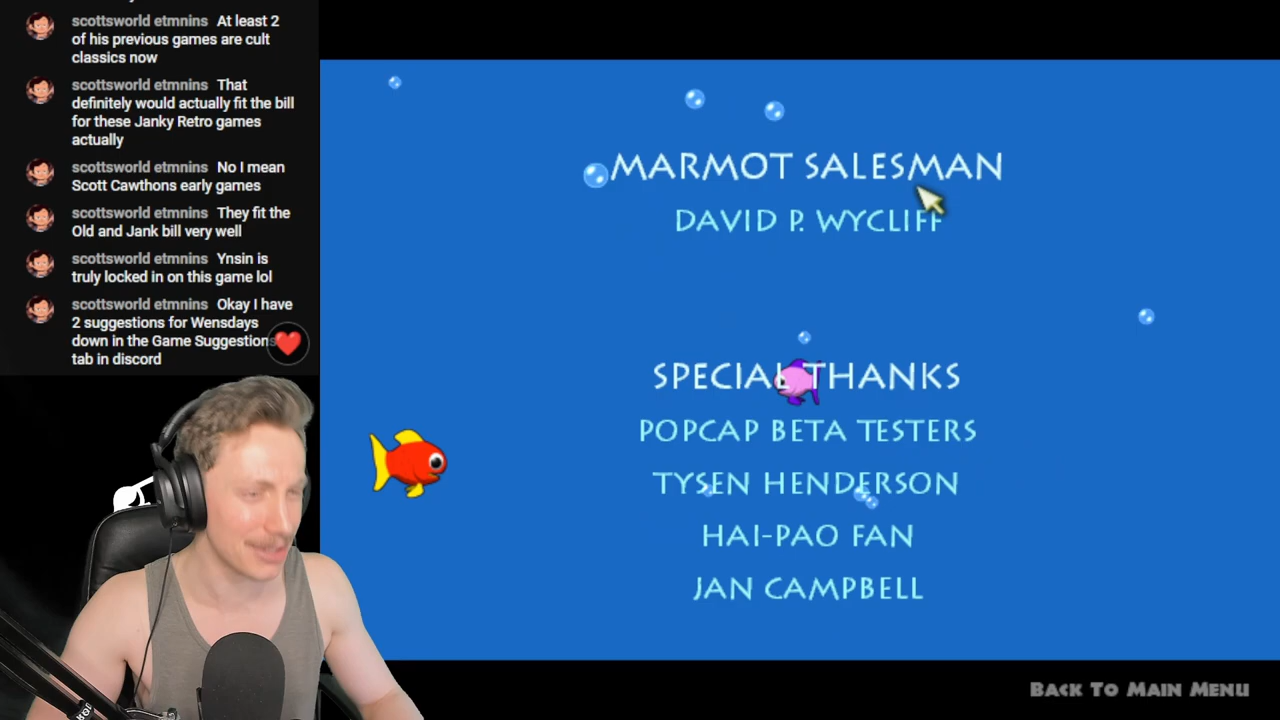 scottsworld etmnins At least 2
of his previous games are cult
classics now
scottsworld etmnins That
definitely would actually fit the bill
for these Janky Retro games
actually
scottsworld etmnins No I mean
Scott Cawthons early games
scottsworld etmnins They fit the
Old and Jank bill very well
scottsworld etmnins Ynsin is
truly locked in on this game lol
scottsworld etmnins Okay I have
2 suggestions for Wensdays
down in the Game Suggestions
tab in discord
MARMOT SALESMAN
DAVID P. WYCLIFF
SPECIAL THANKS
POPCAP BETA TESTERS
TYSEN HENDERSON
HAI-PAO FAN
JAN CAMPBELL
BACK TO MAIN MENU